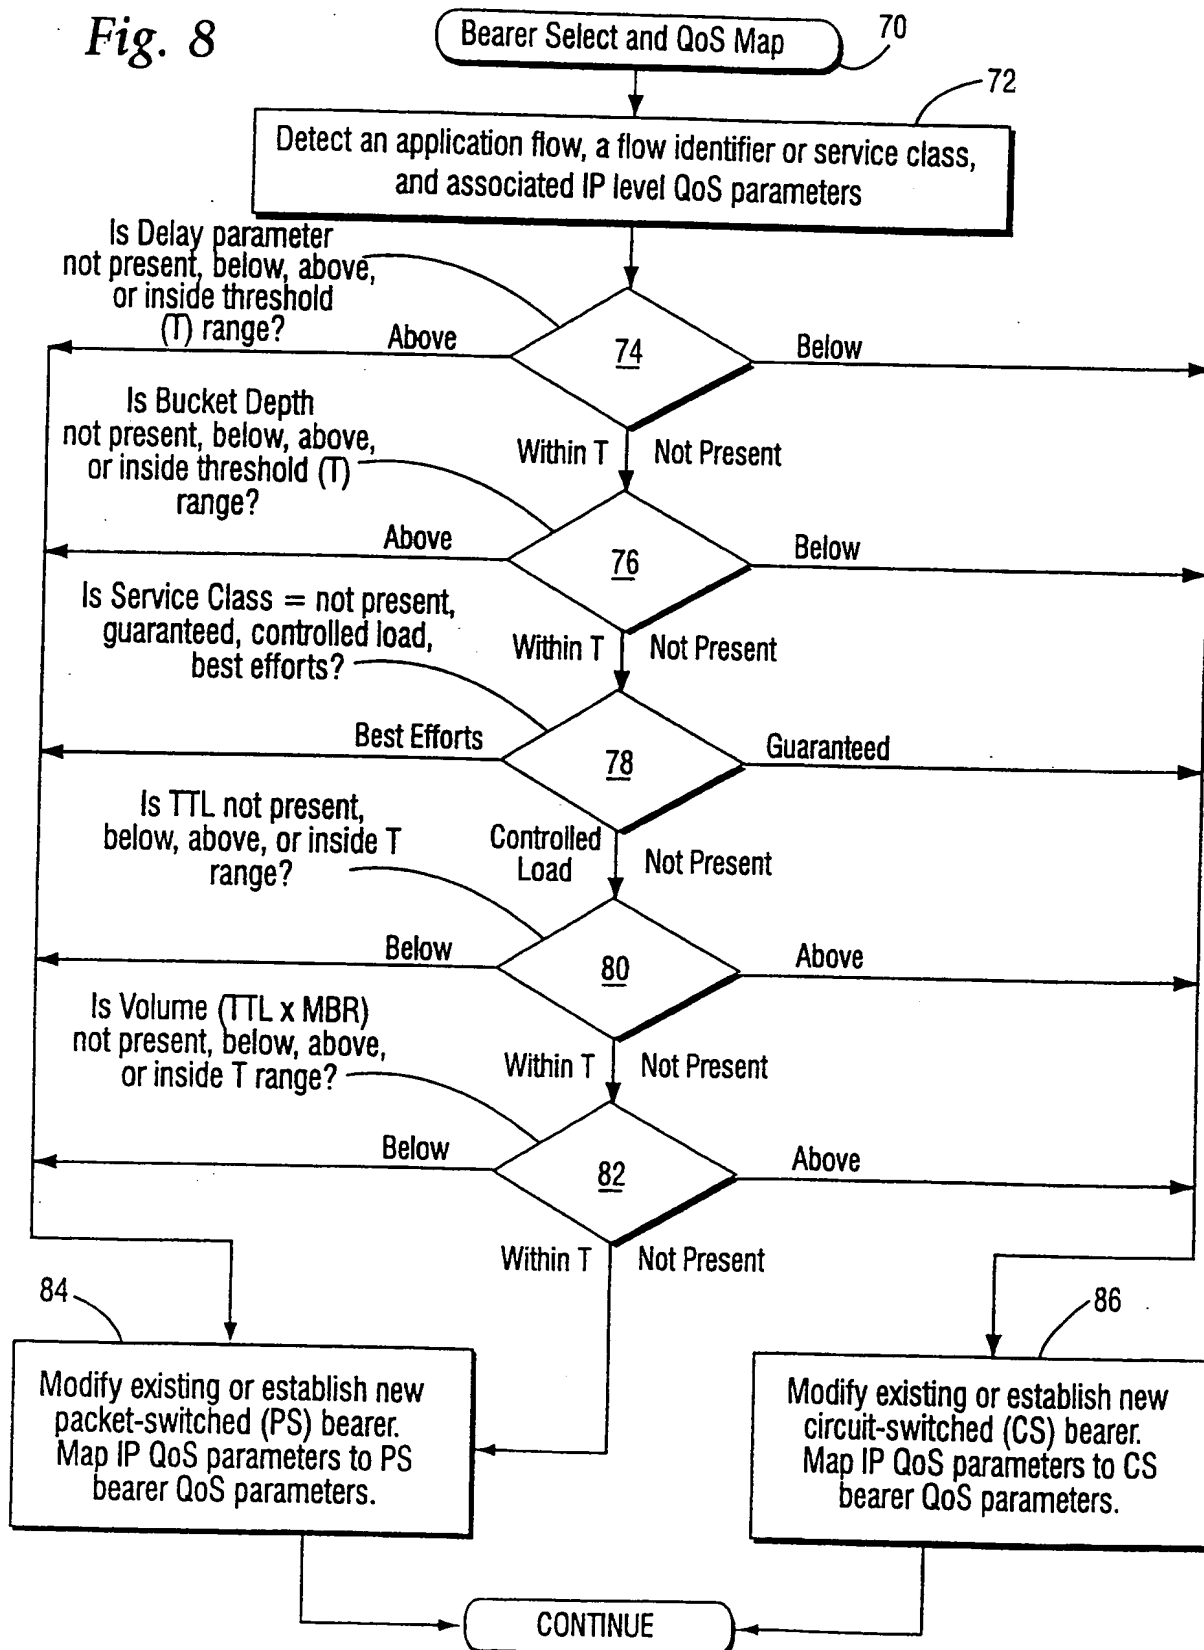 Fig. 8
Bearer Select and QoS Map
70
72
Detect an application flow, a flow identifier or service class,
and associated IP level QoS parameters
Is Delay parameter
not present, below, above,
or inside threshold
(T) range?
Above
74
Below
Within T
Not Present
Is Bucket Depth
not present, below, above,
or inside threshold (T)
range?
Above
76
Below
Within T
Not Present
Is Service Class = not present,
guaranteed, controlled load,
best efforts?
Best Efforts
78
Guaranteed
Controlled
Load
Not Present
Is TTL not present,
below, above, or inside T
range?
Below
80
Above
Within T
Not Present
Is Volume (TTL x MBR)
not present, below, above,
or inside T range?
Below
82
Above
Within T
Not Present
84
Modify existing or establish new
packet-switched (PS) bearer.
Map IP QoS parameters to PS
bearer QoS parameters.
86
Modify existing or establish new
circuit-switched (CS) bearer.
Map IP QoS parameters to CS
bearer QoS parameters.
CONTINUE